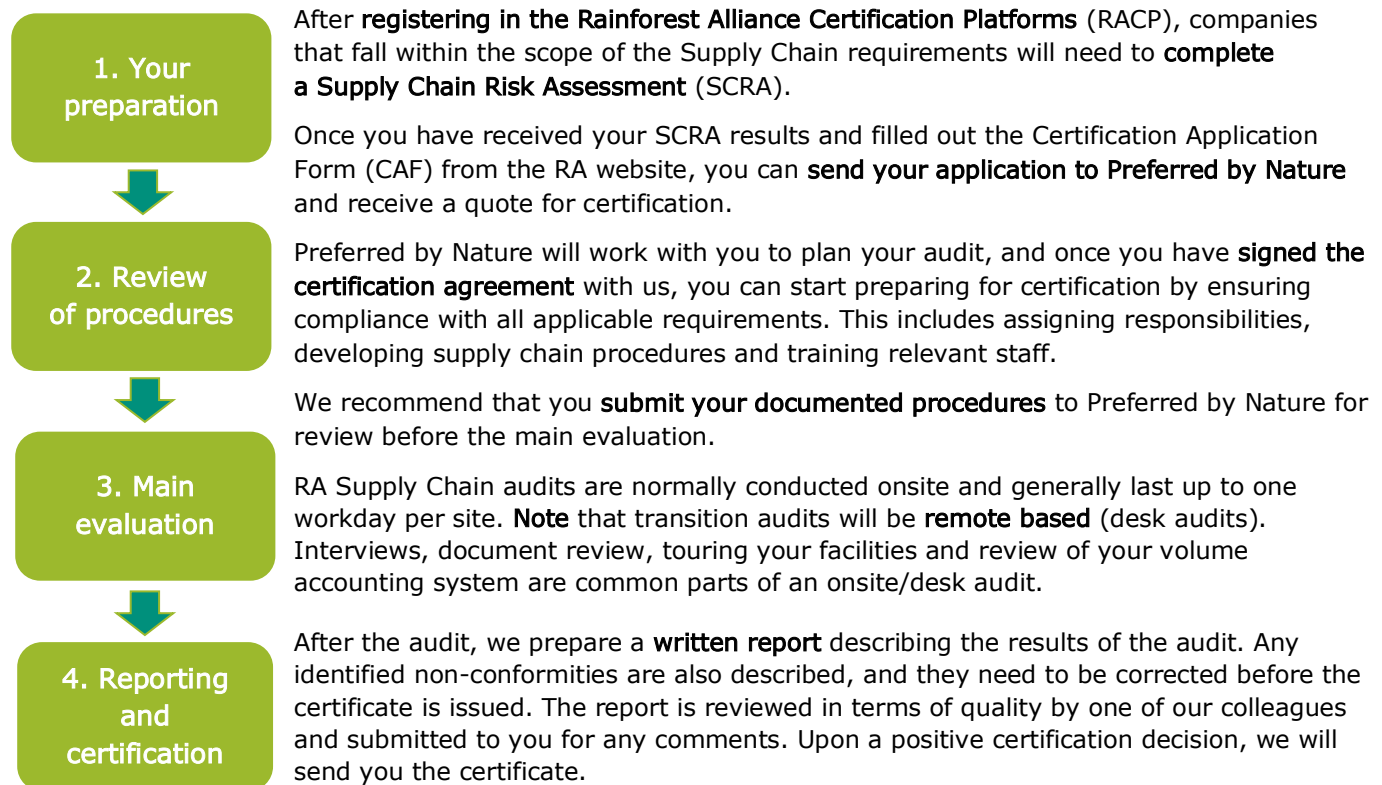 1. Your
preparation
After registering in the Rainforest Alliance Certification Platforms (RACP), companies
that fall within the scope of the Supply Chain requirements will need to complete
a Supply Chain Risk Assessment (SCRA).
Once you have received your SCRA results and filled out the Certification Application
Form (CAF) from the RA website, you can send your application to Preferred by Nature
and receive a quote for certification.
2. Review
of procedures
Preferred by Nature will work with you to plan your audit, and once you have signed the
certification agreement with us, you can start preparing for certification by ensuring
compliance with all applicable requirements. This includes assigning responsibilities,
developing supply chain procedures and training relevant staff.
We recommend that you submit your documented procedures to Preferred by Nature for
review before the main evaluation.
3. Main
evaluation
RA Supply Chain audits are normally conducted onsite and generally last up to one
workday per site. Note that transition audits will be remote based (desk audits).
Interviews, document review, touring your facilities and review of your volume
accounting system are common parts of an onsite/desk audit.
4. Reporting
and
certification
After the audit, we prepare a written report describing the results of the audit. Any
identified non-conformities are also described, and they need to be corrected before the
certificate is issued. The report is reviewed in terms of quality by one of our colleagues
and submitted to you for any comments. Upon a positive certification decision, we will
send you the certificate.